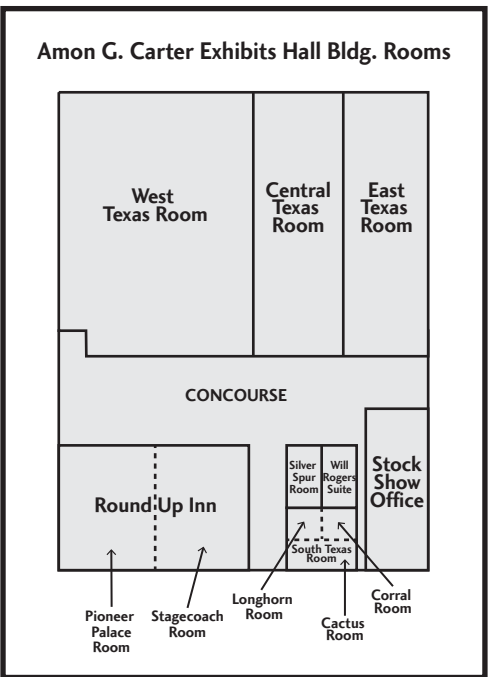 Amon G. Carter Exhibits Hall Bldg. Rooms
West
Texas Room
Central
Texas
Room
East
Texas
Room
CONCOURSE
Round Up Inn
Silver
Spur
Room
Will
Rogers
Suite
Stock
Show
Office
South Texas
Room
Pioneer
Palace
Room
Stagecoach
Room
Longhorn
Room
Cactus
Room
Corral
Room